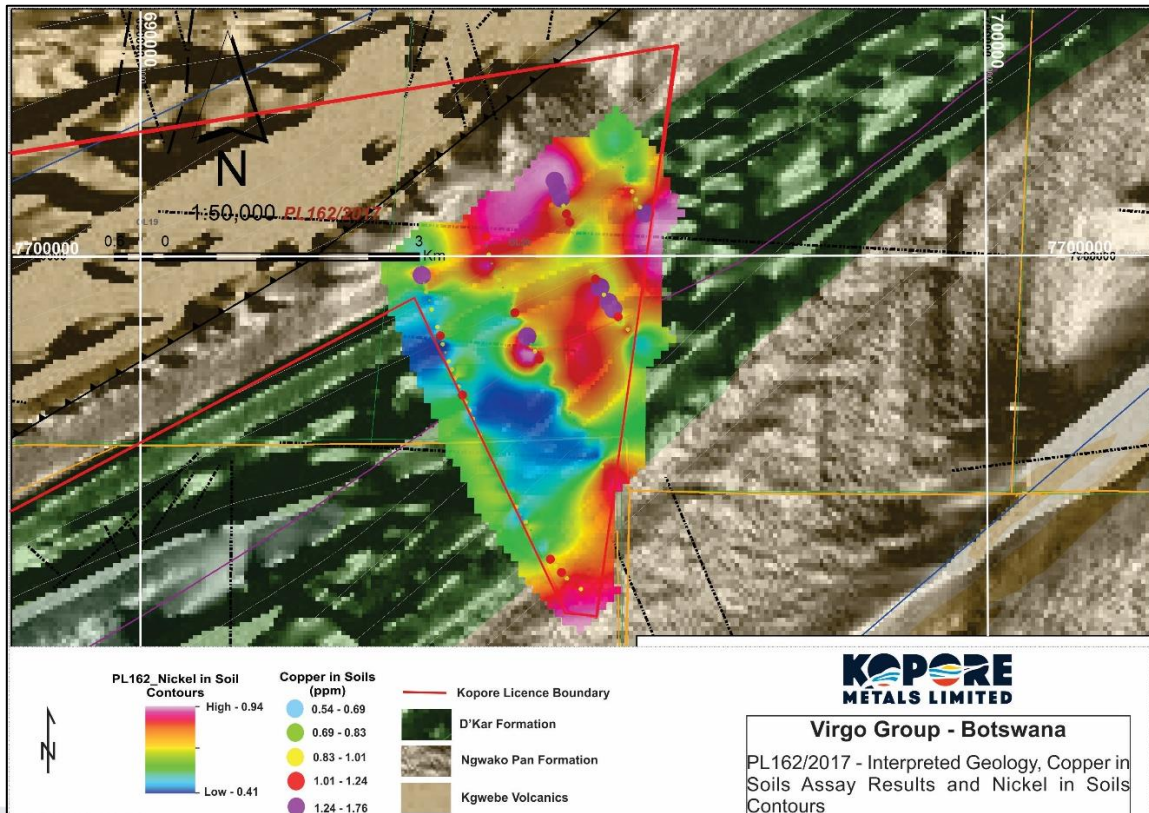 690000
700000
N
1:50,000 PL162/2017
0.5 0 3
Km
7700000
7700000
PL162_Nickel in Soil
Contours
High - 0.94
Low - 0.41
Copper in Soils
(ppm)
0.54 - 0.69
0.69 - 0.83
0.83 - 1.01
1.01 - 1.24
1.24 - 1.76
Kopore Licence Boundary
D'Kar Formation
Ngwako Pan Formation
Kgwebe Volcanics
N
KOPORE
METALS LIMITED
Virgo Group - Botswana
PL162/2017 - Interpreted Geology, Copper in
Soils Assay Results and Nickel in Soils
Contours